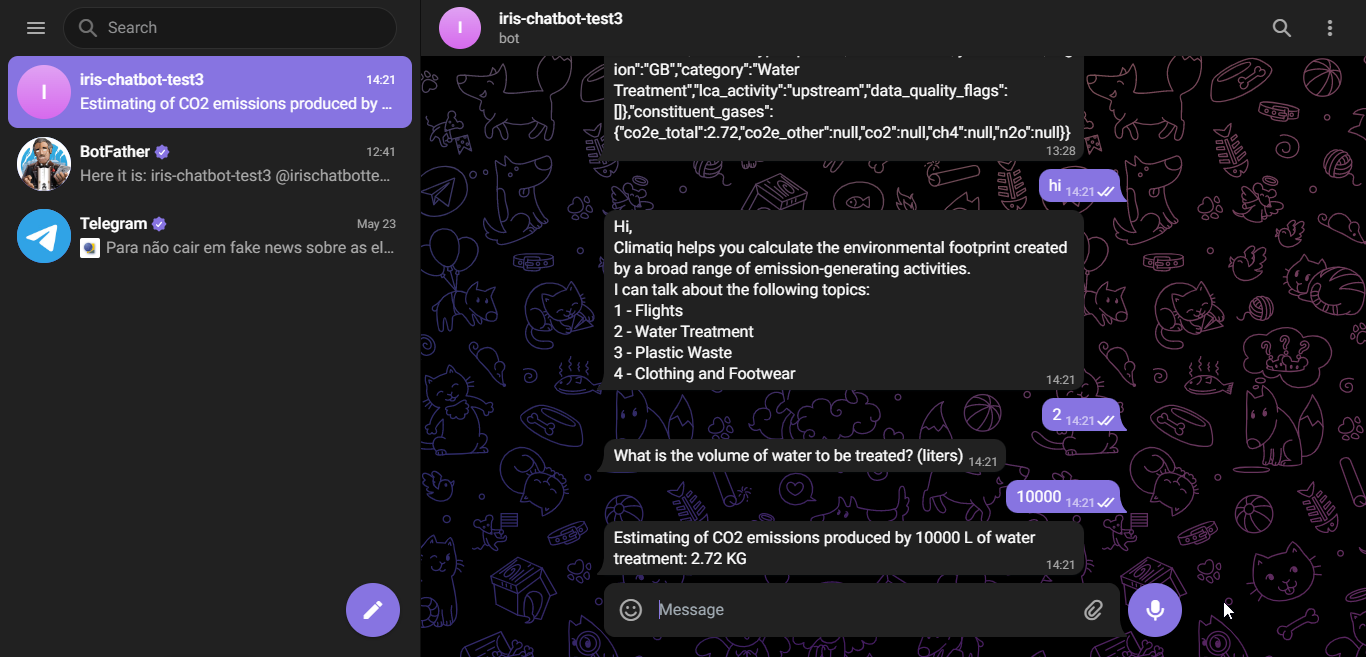 Search
iris-chatbot-test3
14:21
Estimating of CO2 emissions produced by ...
BotFather
12:41
Here it is: iris-chatbot-test3 @irischatbotte...
Telegram
May 23
Para não cair em fake news sobre as el...
I
I
iris-chatbot-test3
bot
ion":"GB","category":"Water
Treatment","lca_activity":"upstream","data_quality_flags":
[]},"constituent_gases":
{"co2e_total":2.72,"co2e_other":null,"co2":null,"ch4":null,"n2o":null}}
13:28
hi 14:21
Hi,
Climatiq helps you calculate the environmental footprint created
by a broad range of emission-generating activities.
I can talk about the following topics:
1 - Flights
2 - Water Treatment
3 - Plastic Waste
4 - Clothing and Footwear
14:21
2 14:21
What is the volume of water to be treated? (liters) 14:21
10000 14:21
Estimating of CO2 emissions produced by 10000 L of water
treatment: 2.72 KG
14:21
Message